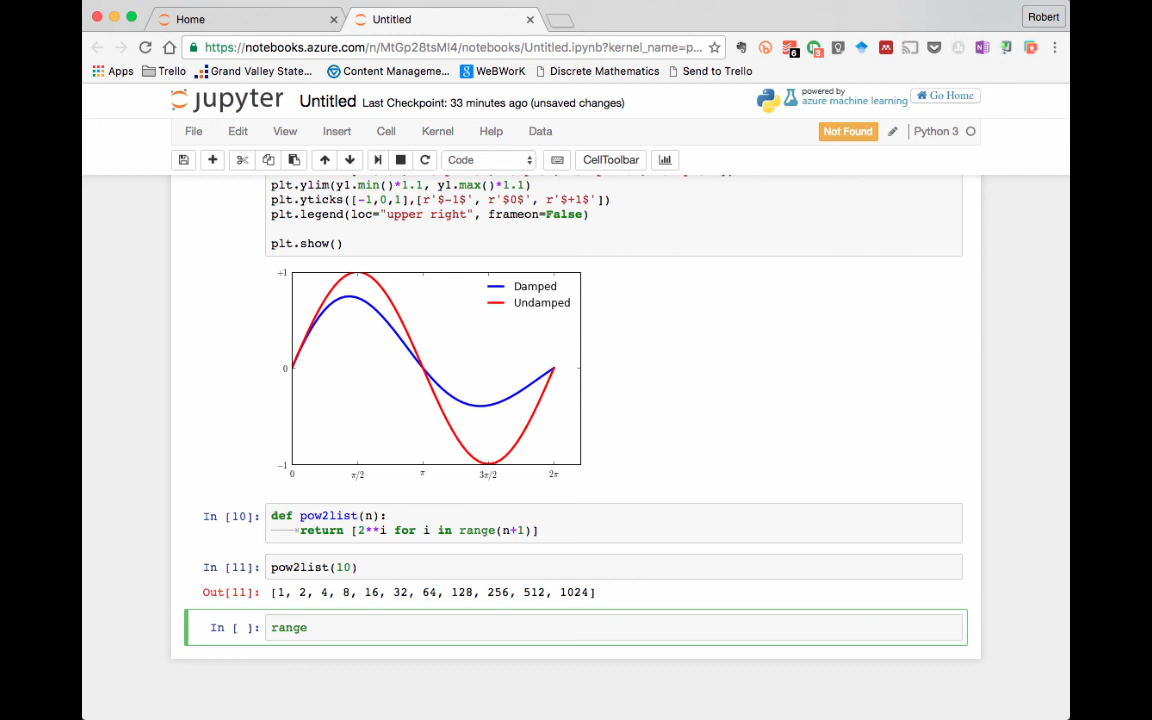 Home
Untitled
Robert
https://notebooks.azure.com/n/MtGp28tsMl4/notebooks/Untitled.ipynb?kernel_name=p...
6
Apps
Trello
Grand Valley State...
Content Manageme...
WeBWorK
Discrete Mathematics
Send to Trello
jupyter
Untitled
Last Checkpoint: 33 minutes ago (unsaved changes)
powered by
azure machine learning
Go Home
File
Edit
View
Insert
Cell
Kernel
Help
Data
Not Found
Python 3
Code
CellToolbar
plt.ylim(y1.min()*1.1, y1.max()*1.1)
plt.yticks([-1,0,1],[r'$-1$', r'$0$', r'$+1$'])
plt.legend(loc="upper right", frameon=False)
plt.show()
+1
Damped
Undamped
0
−1
0 π/2 π 3π/2 2π
In [10]: def pow2list(n):
return [2**i for i in range(n+1)]
In [11]: pow2list(10)
Out[11]: [1, 2, 4, 8, 16, 32, 64, 128, 256, 512, 1024]
In [ ]: range